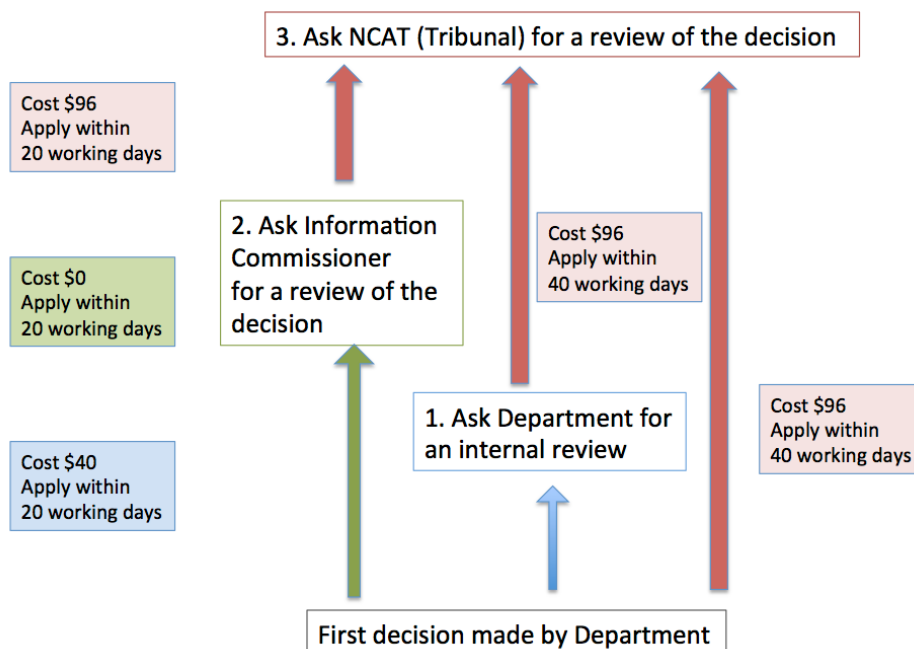 3. Ask NCAT (Tribunal) for a review of the decision
Cost $96
Apply within
20 working days
2. Ask Information
Commissioner
for a review of the
decision
Cost $96
Apply within
40 working days
Cost $0
Apply within
20 working days
1. Ask Department for
an internal review
Cost $96
Apply within
40 working days
Cost $40
Apply within
20 working days
First decision made by Department